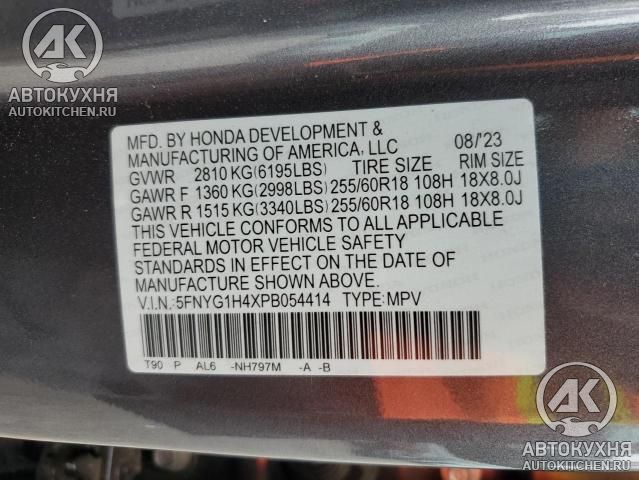 AK
АВТОКУХНЯ
AUTOKITCHEN.RU
MFD. BY HONDA DEVELOPMENT &
MANUFACTURING OF AMERICA, LLC 08/'23
GVWR 2810 KG(6195LBS) TIRE SIZE RIM SIZE
GAWR F 1360 KG(2998LBS) 255/60R18 108H 18X8.0J
GAWR R 1515 KG(3340LBS) 255/60R18 108H 18X8.0J
THIS VEHICLE CONFORMS TO ALL APPLICABLE
FEDERAL MOTOR VEHICLE SAFETY
STANDARDS IN EFFECT ON THE DATE OF
MANUFACTURE SHOWN ABOVE.
V.I.N.:5FNYG1H4XPB054414 TYPE:MPV
T90 P AL6 -NH797M -A -B
AK
АВТОКУХНЯ
AUTOKITCHEN.RU